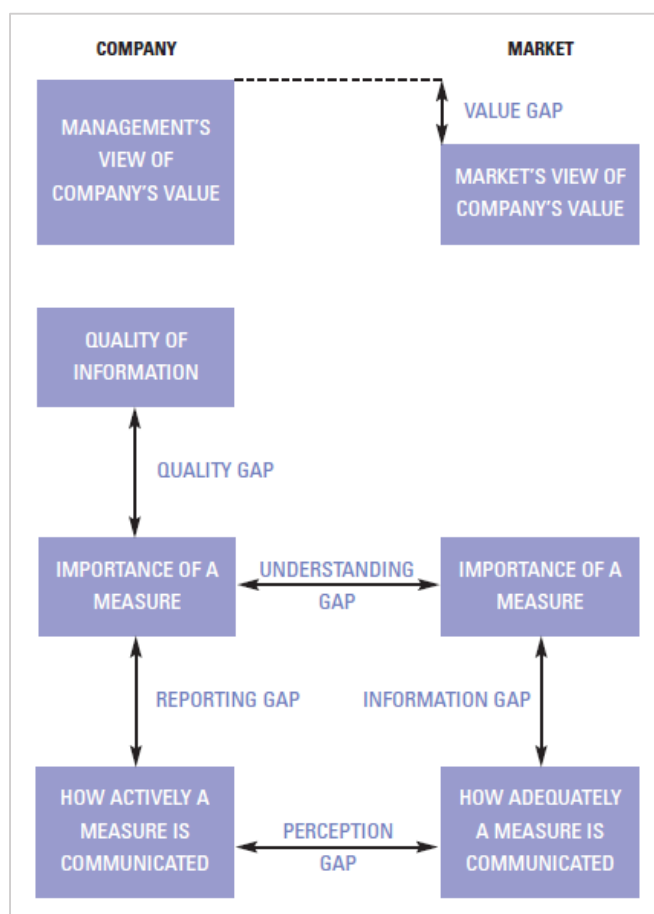 COMPANY
MARKET
MANAGEMENT'S
VIEW OF
COMPANY'S VALUE
VALUE GAP
MARKET'S VIEW OF
COMPANY'S VALUE
QUALITY OF
INFORMATION
QUALITY GAP
IMPORTANCE OF A
MEASURE
UNDERSTANDING
GAP
IMPORTANCE OF A
MEASURE
REPORTING GAP
INFORMATION GAP
HOW ACTIVELY A
MEASURE IS
COMMUNICATED
PERCEPTION
GAP
HOW ADEQUATELY
A MEASURE IS
COMMUNICATED